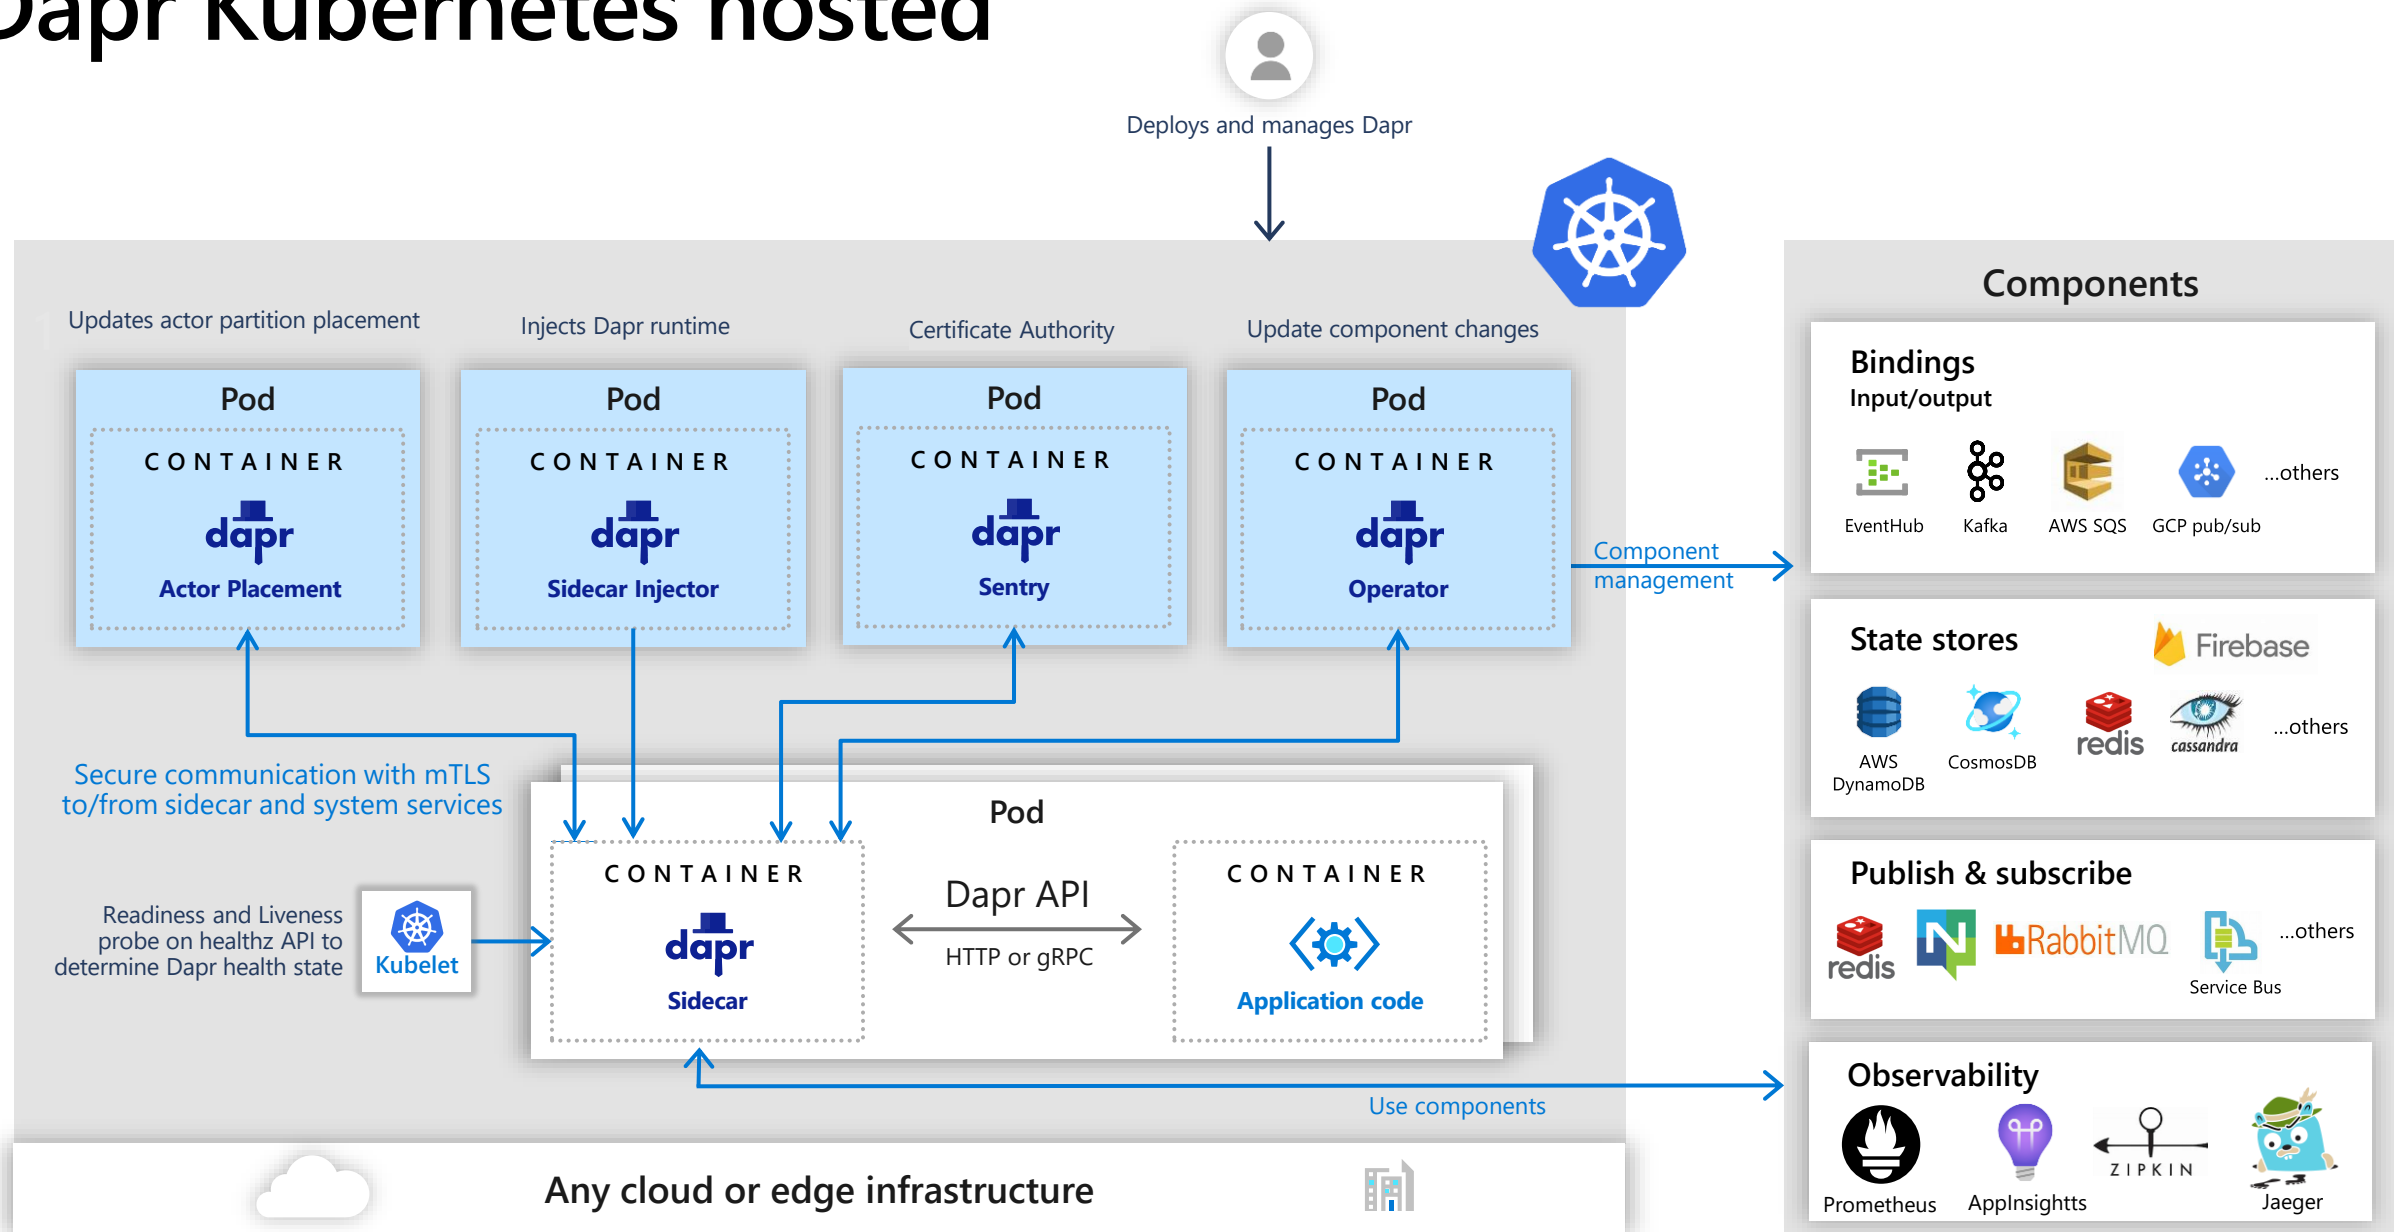 Dapr Kubernetes hosted
Deploys and manages Dapr
Updates actor partition placement
Injects Dapr runtime
Certificate Authority
Update component changes
Pod
CONTAINER
dapr
Actor Placement
Pod
CONTAINER
dapr
Sidecar Injector
Pod
CONTAINER
dapr
Sentry
Pod
CONTAINER
dapr
Operator
Component
management
Secure communication with mTLS
to/from sidecar and system services
Readiness and Liveness
probe on healthz API to
determine Dapr health state
Kubelet
Pod
CONTAINER
dapr
Sidecar
Dapr API
HTTP or gRPC
CONTAINER
Application code
Use components
Any cloud or edge infrastructure
Components
Bindings
Input/output
EventHub
Kafka
AWS SQS
GCP pub/sub
...others
State stores
Firebase
AWS
DynamoDB
CosmosDB
redis
cassandra
...others
Publish & subscribe
redis
N
RabbitMQ
Service Bus
...others
Observability
Prometheus
AppInsightts
ZIPKIN
Jaeger